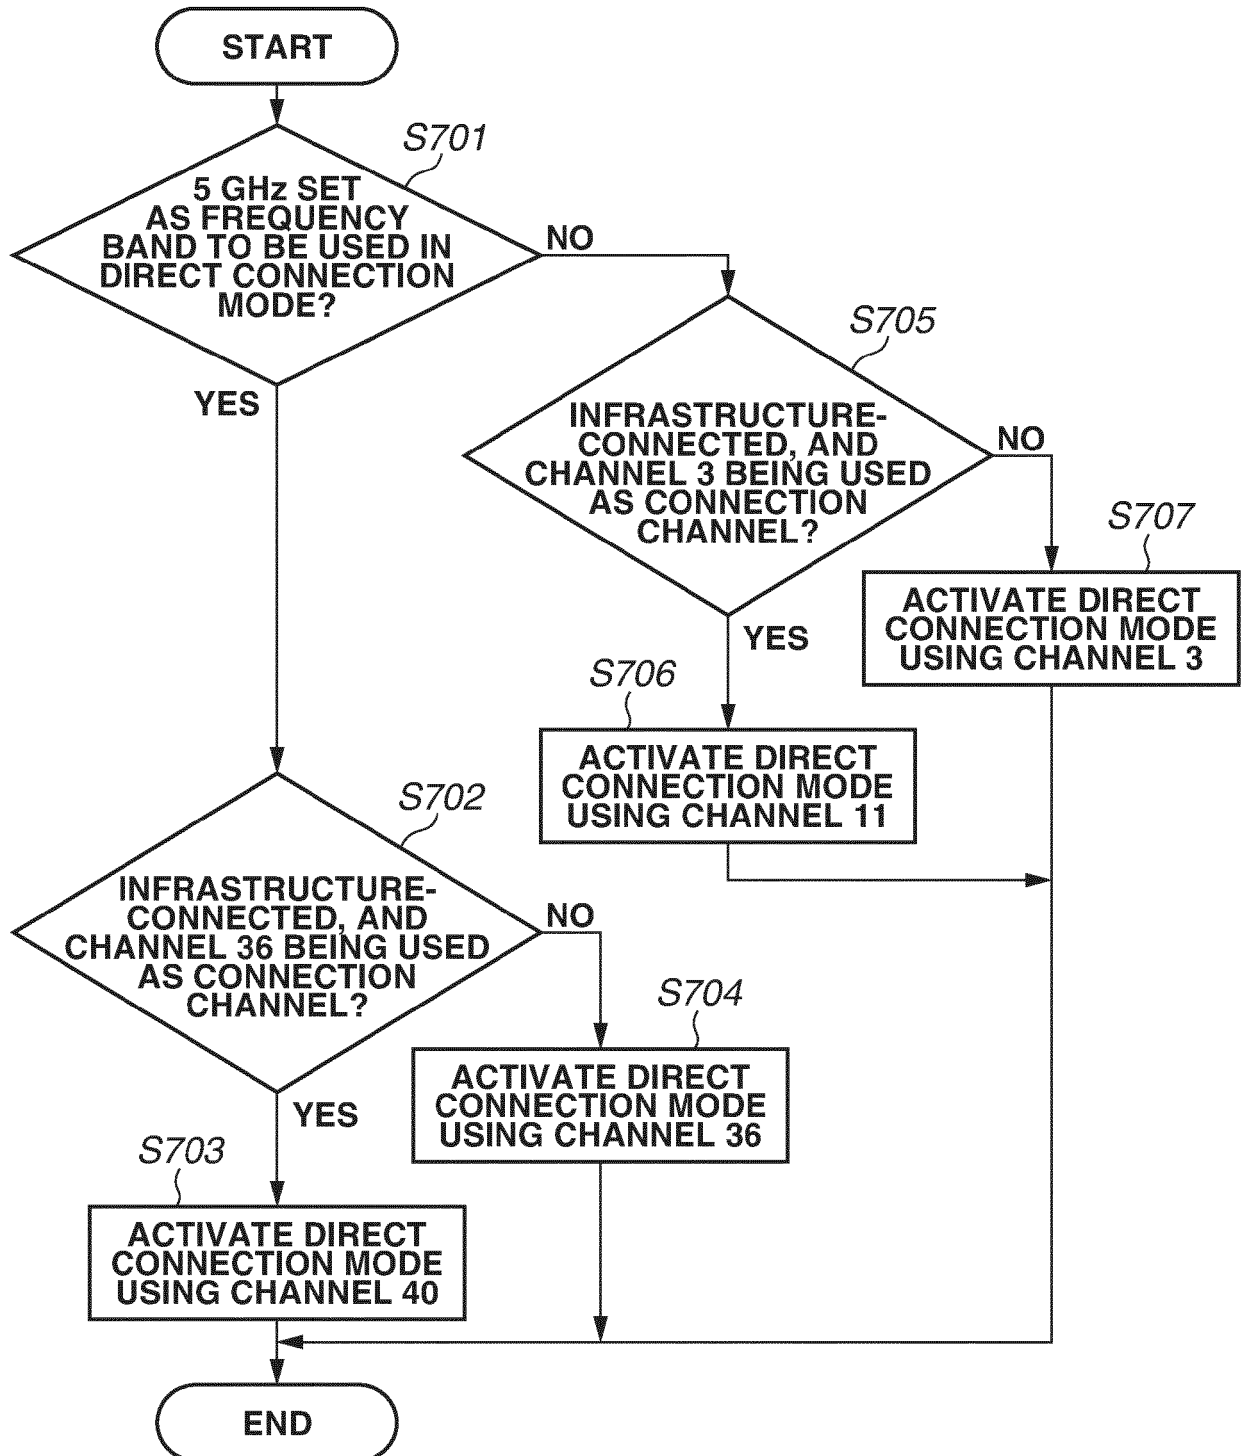 START
S701
5 GHz SET
AS FREQUENCY
BAND TO BE USED IN
DIRECT CONNECTION
MODE?
NO
YES
S705
INFRASTRUCTURE-
CONNECTED, AND
CHANNEL 3 BEING USED
AS CONNECTION
CHANNEL?
NO
YES
S707
ACTIVATE DIRECT
CONNECTION MODE
USING CHANNEL 3
S706
ACTIVATE DIRECT
CONNECTION MODE
USING CHANNEL 11
S702
INFRASTRUCTURE-
CONNECTED, AND
CHANNEL 36 BEING USED
AS CONNECTION
CHANNEL?
NO
YES
S704
ACTIVATE DIRECT
CONNECTION MODE
USING CHANNEL 36
S703
ACTIVATE DIRECT
CONNECTION MODE
USING CHANNEL 40
END